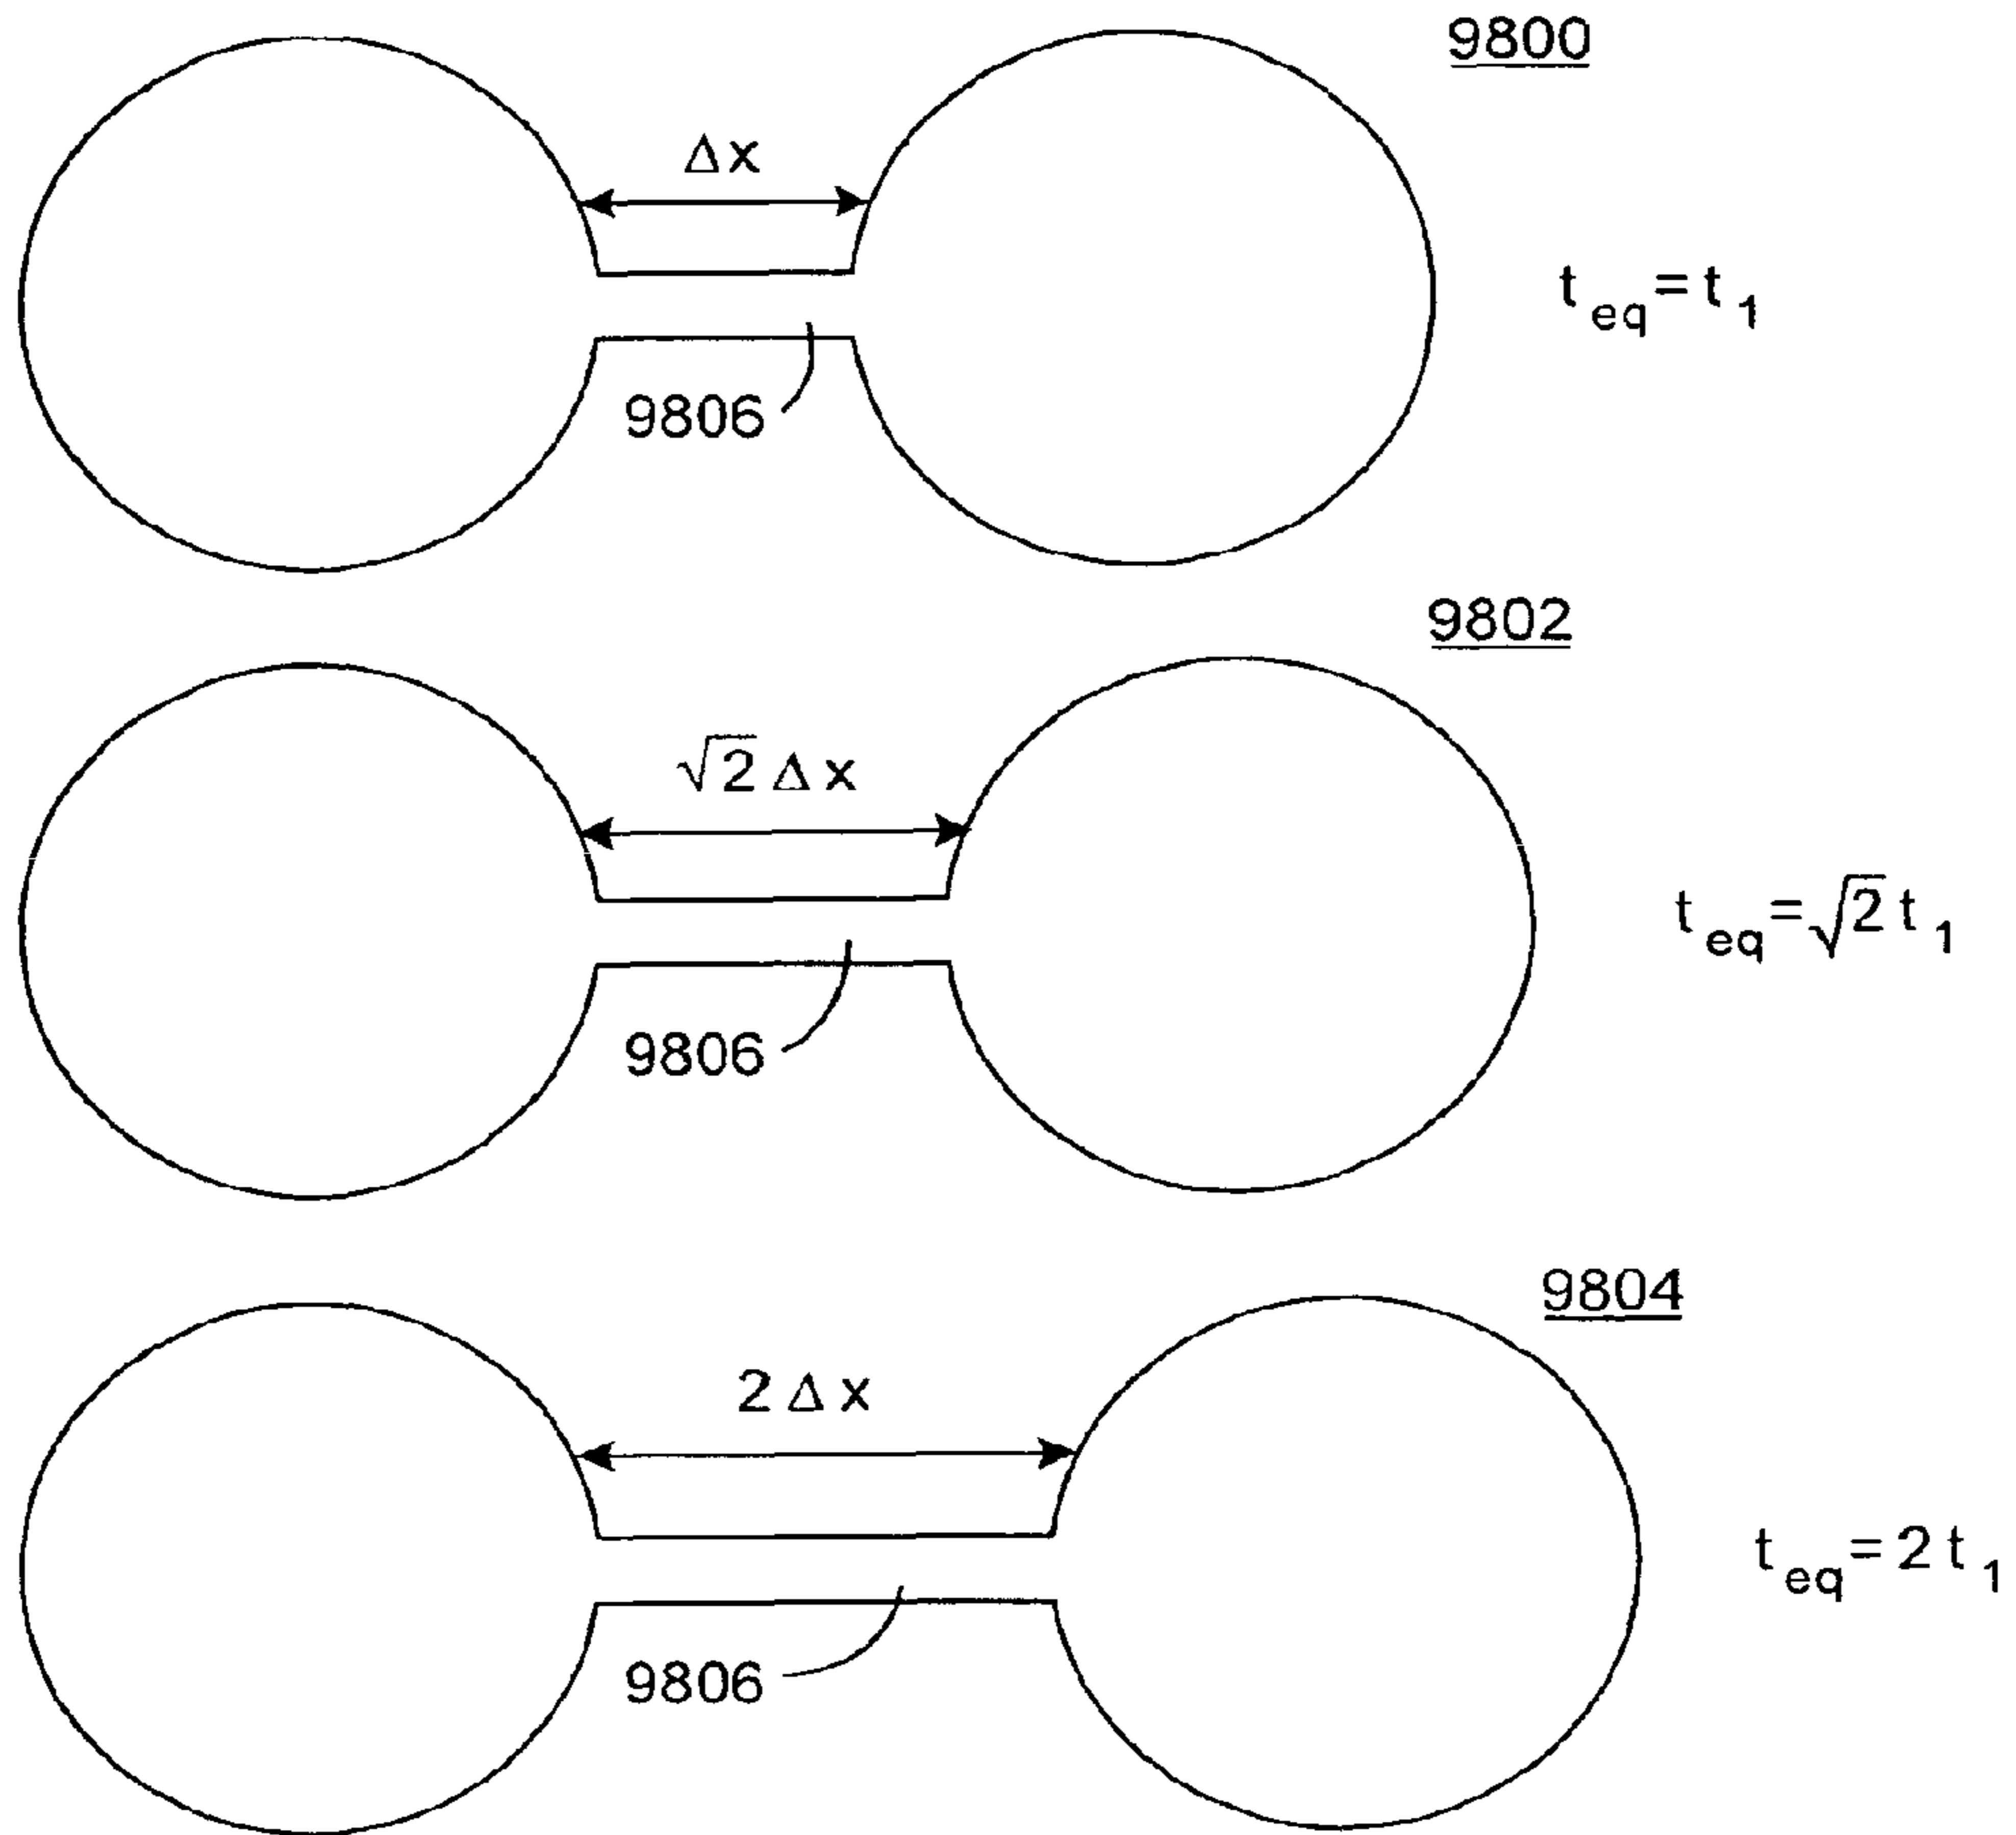 9800
Δx
t_eq = t_1
9806
9802
√2 Δx
t_eq = √2 t_1
9806
9804
2 Δx
t_eq = 2 t_1
9806